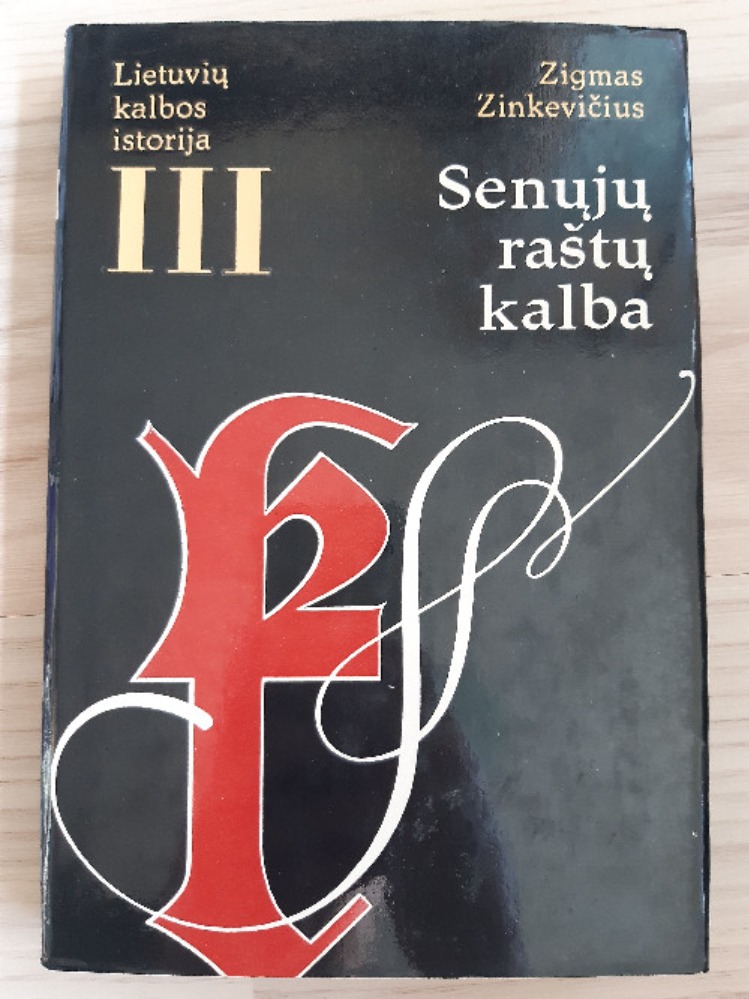 Lietuvių
kalbos
istorija
III
Zigmas
Zinkevičius
Senųjų
raštų
kalba